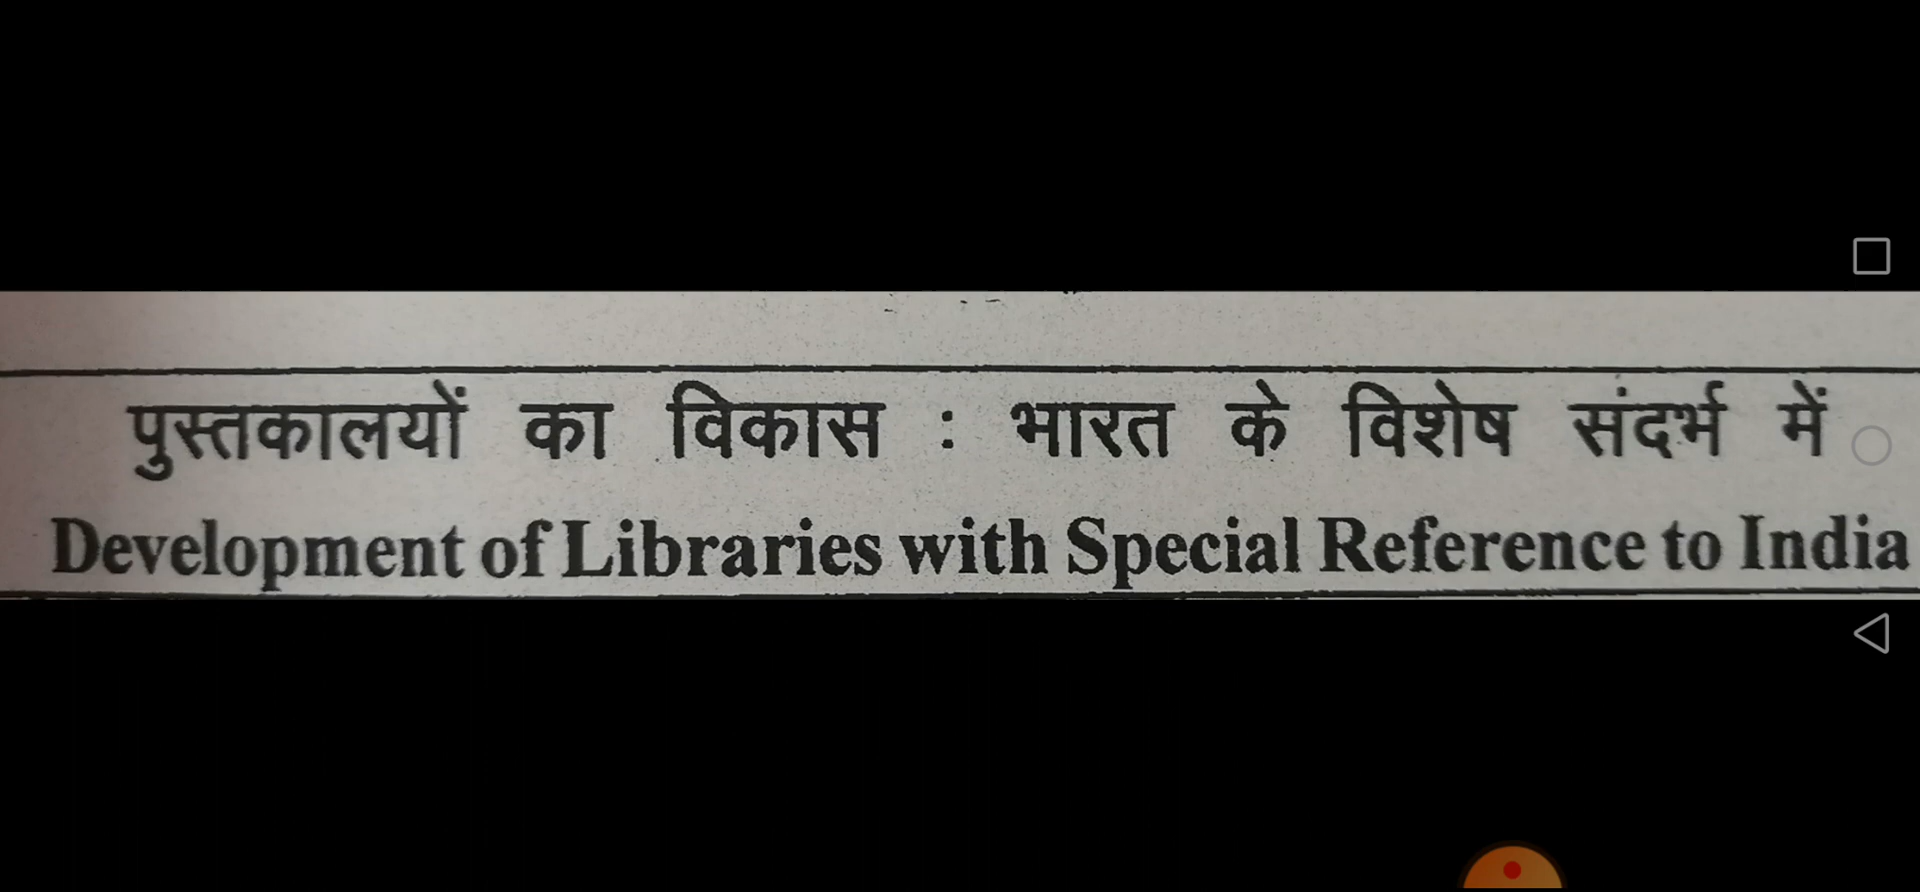 पुस्तकालयों का विकास : भारत के विशेष संदर्भ में
Development of Libraries with Special Reference to India